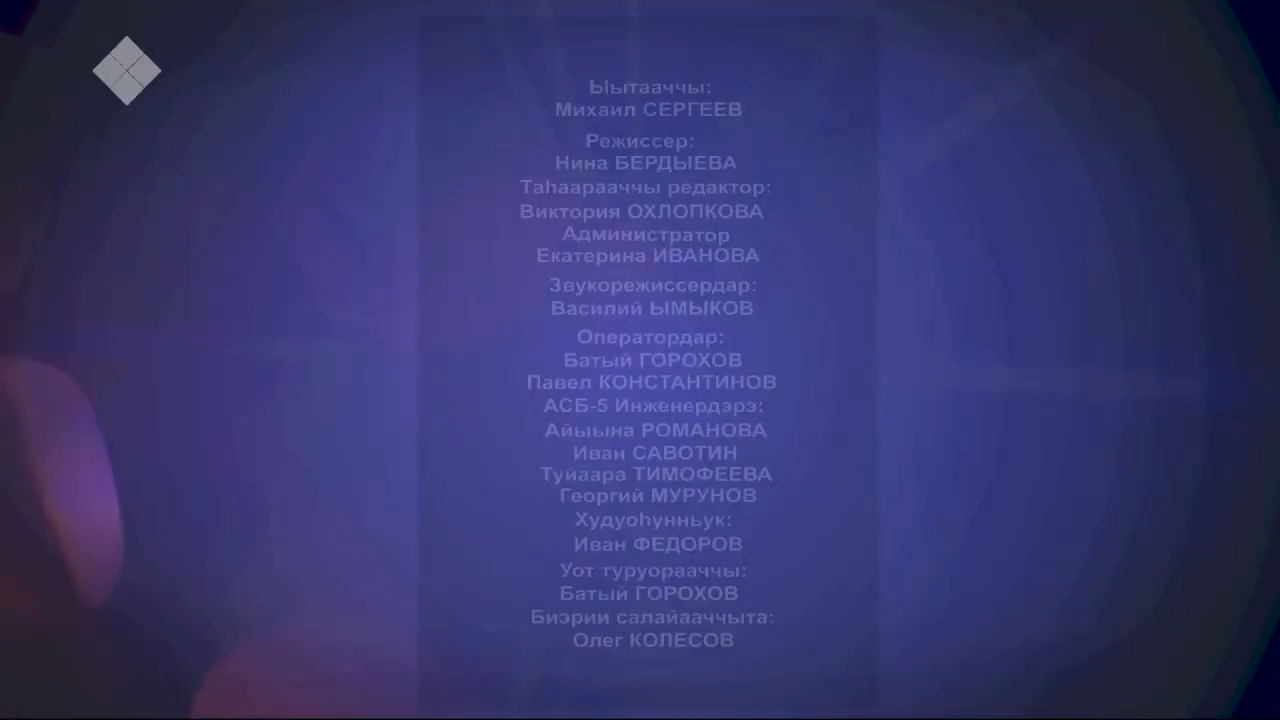 Ыытааччы:
Михаил СЕРГЕЕВ
Режиссер:
Нина БЕРДЫЕВА
Таһаарааччы редактор:
Виктория ОХЛОПКОВА
Администратор
Екатерина ИВАНОВА
Звукорежиссердар:
Василий ЫМЫКОВ
Оператордар:
Батый ГОРОХОВ
Павел КОНСТАНТИНОВ
АСБ-5 Инженердэрэ:
Айыына РОМАНОВА
Иван САВОТИН
Туйаара ТИМОФЕЕВА
Георгий МУРУНОВ
Худуоһунньук:
Иван ФЕДОРОВ
Уот туруорааччы:
Батый ГОРОХОВ
Биэрии салайааччыта:
Олег КОЛЕСОВ